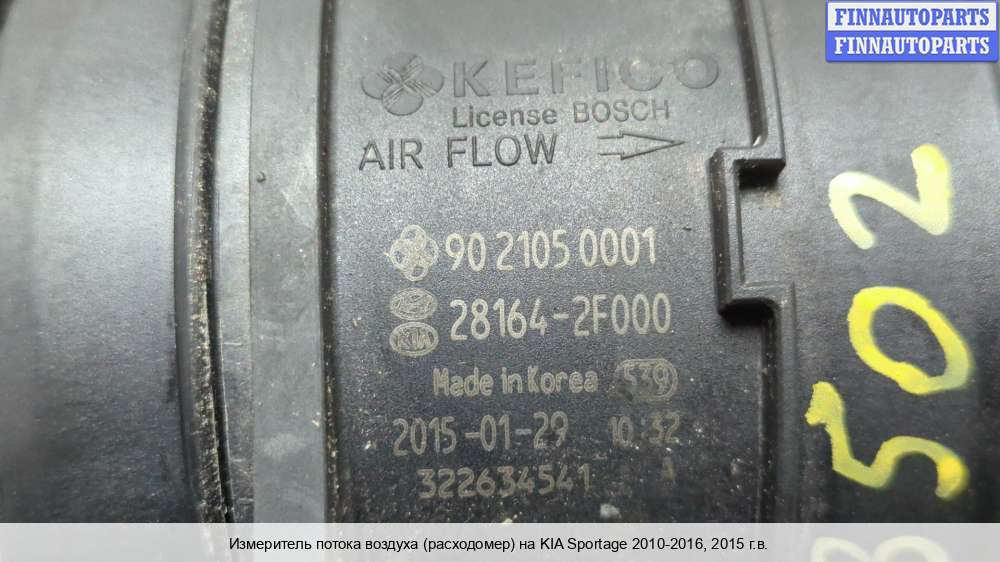 FINNAUTOPARTS
FINNAUTOPARTS
KEFICO
License BOSCH
AIR FLOW
90 2105 0001
28164-2F000
KIA
Made in Korea 539
2015-01-29 10:32
322634541 A
502
Измеритель потока воздуха (расходомер) на KIA Sportage 2010-2016, 2015 г.в.